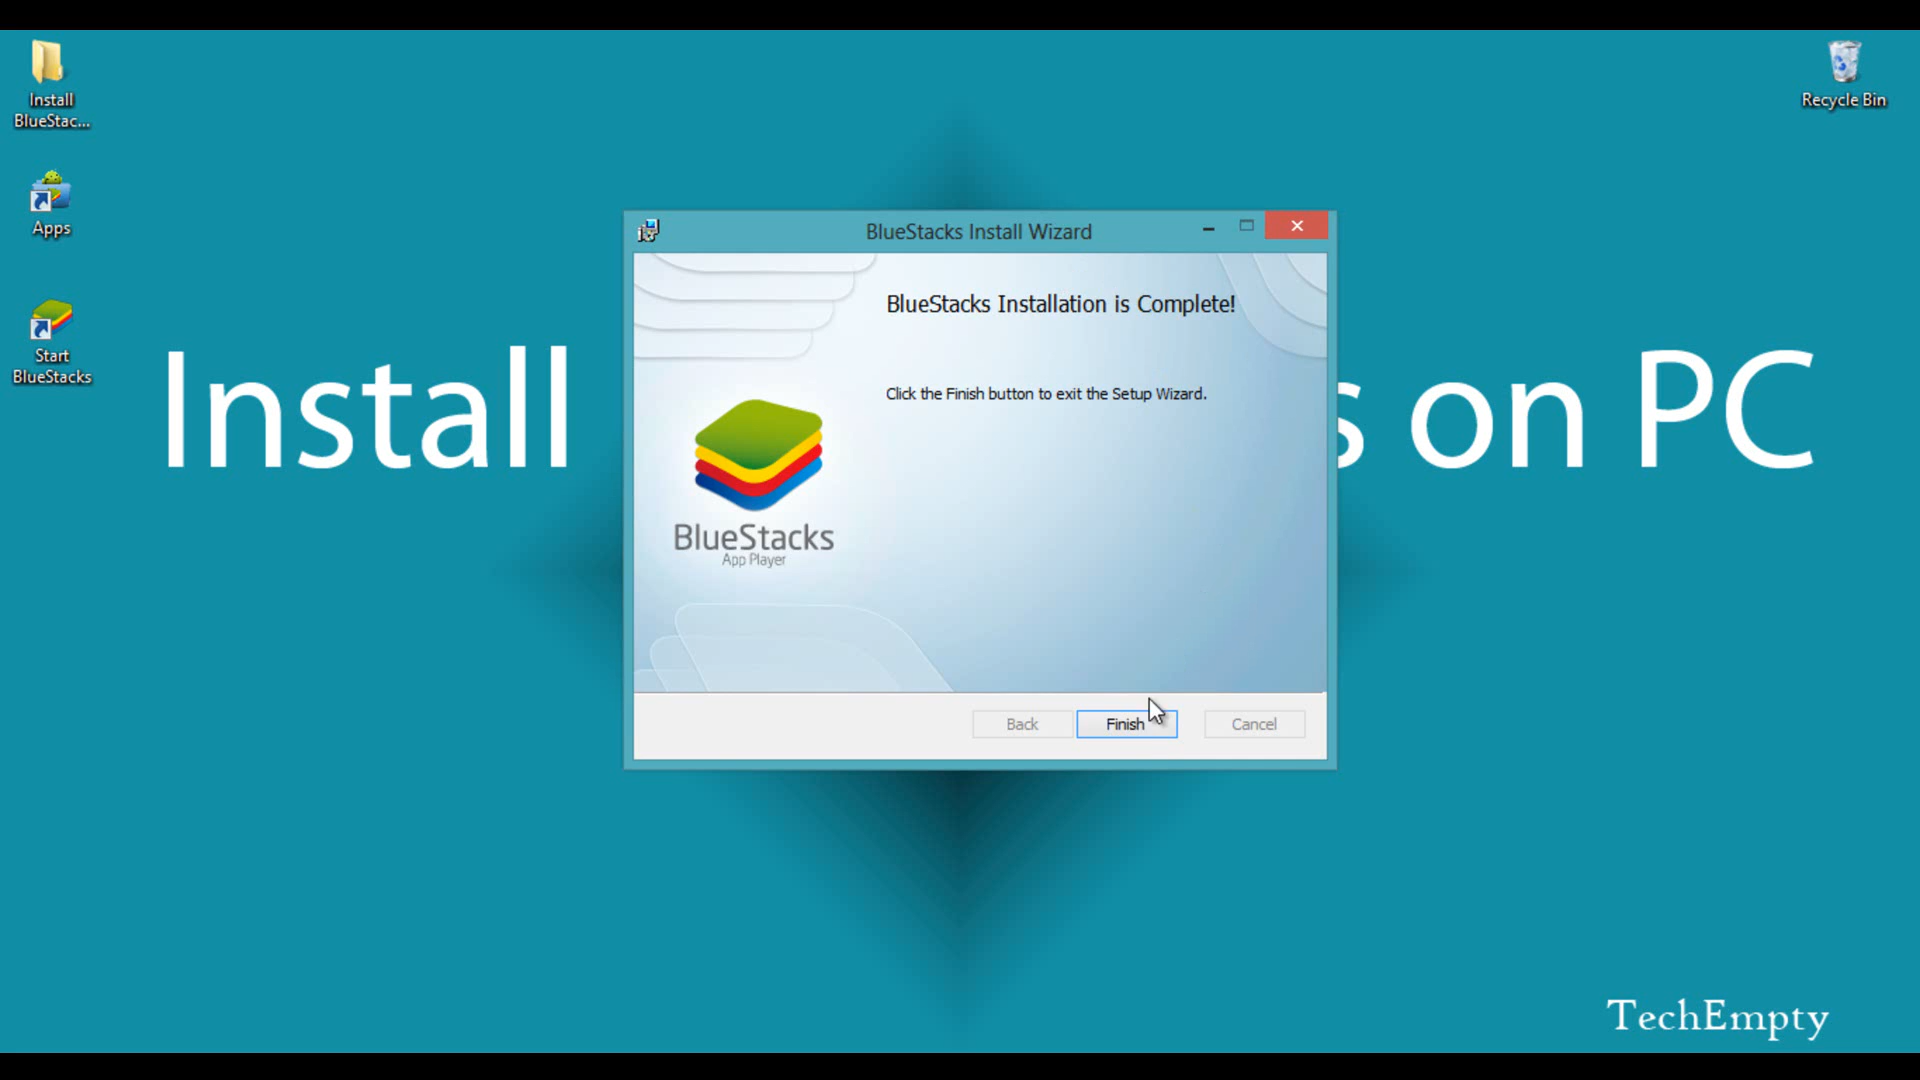 Install
BlueStac...
Recycle Bin
Apps
Start
BlueStacks
Install
s on PC
BlueStacks Install Wizard
BlueStacks Installation is Complete!
Click the Finish button to exit the Setup Wizard.
BlueStacks
App Player
Back
Finish
Cancel
TechEmpty